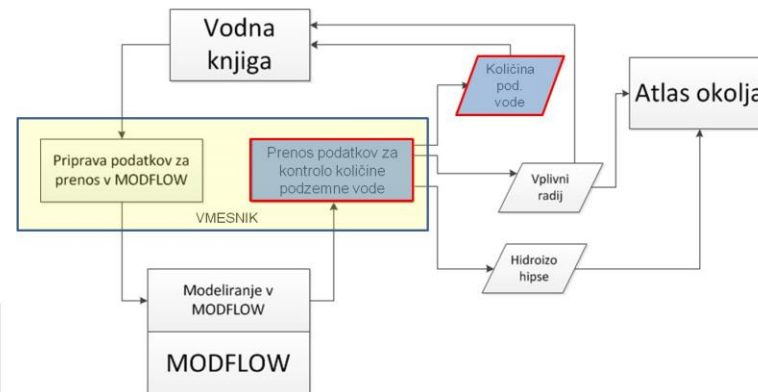 Vodna
knjiga
Količina
pod.
vode
Atlas okolja
Priprava podatkov za
prenos v MODFLOW
Prenos podatkov za
kontrolo količine
podzemne vode
Vplivni
radij
VMESNIK
Hidroizo
hipse
Modeliranje v
MODFLOW
MODFLOW